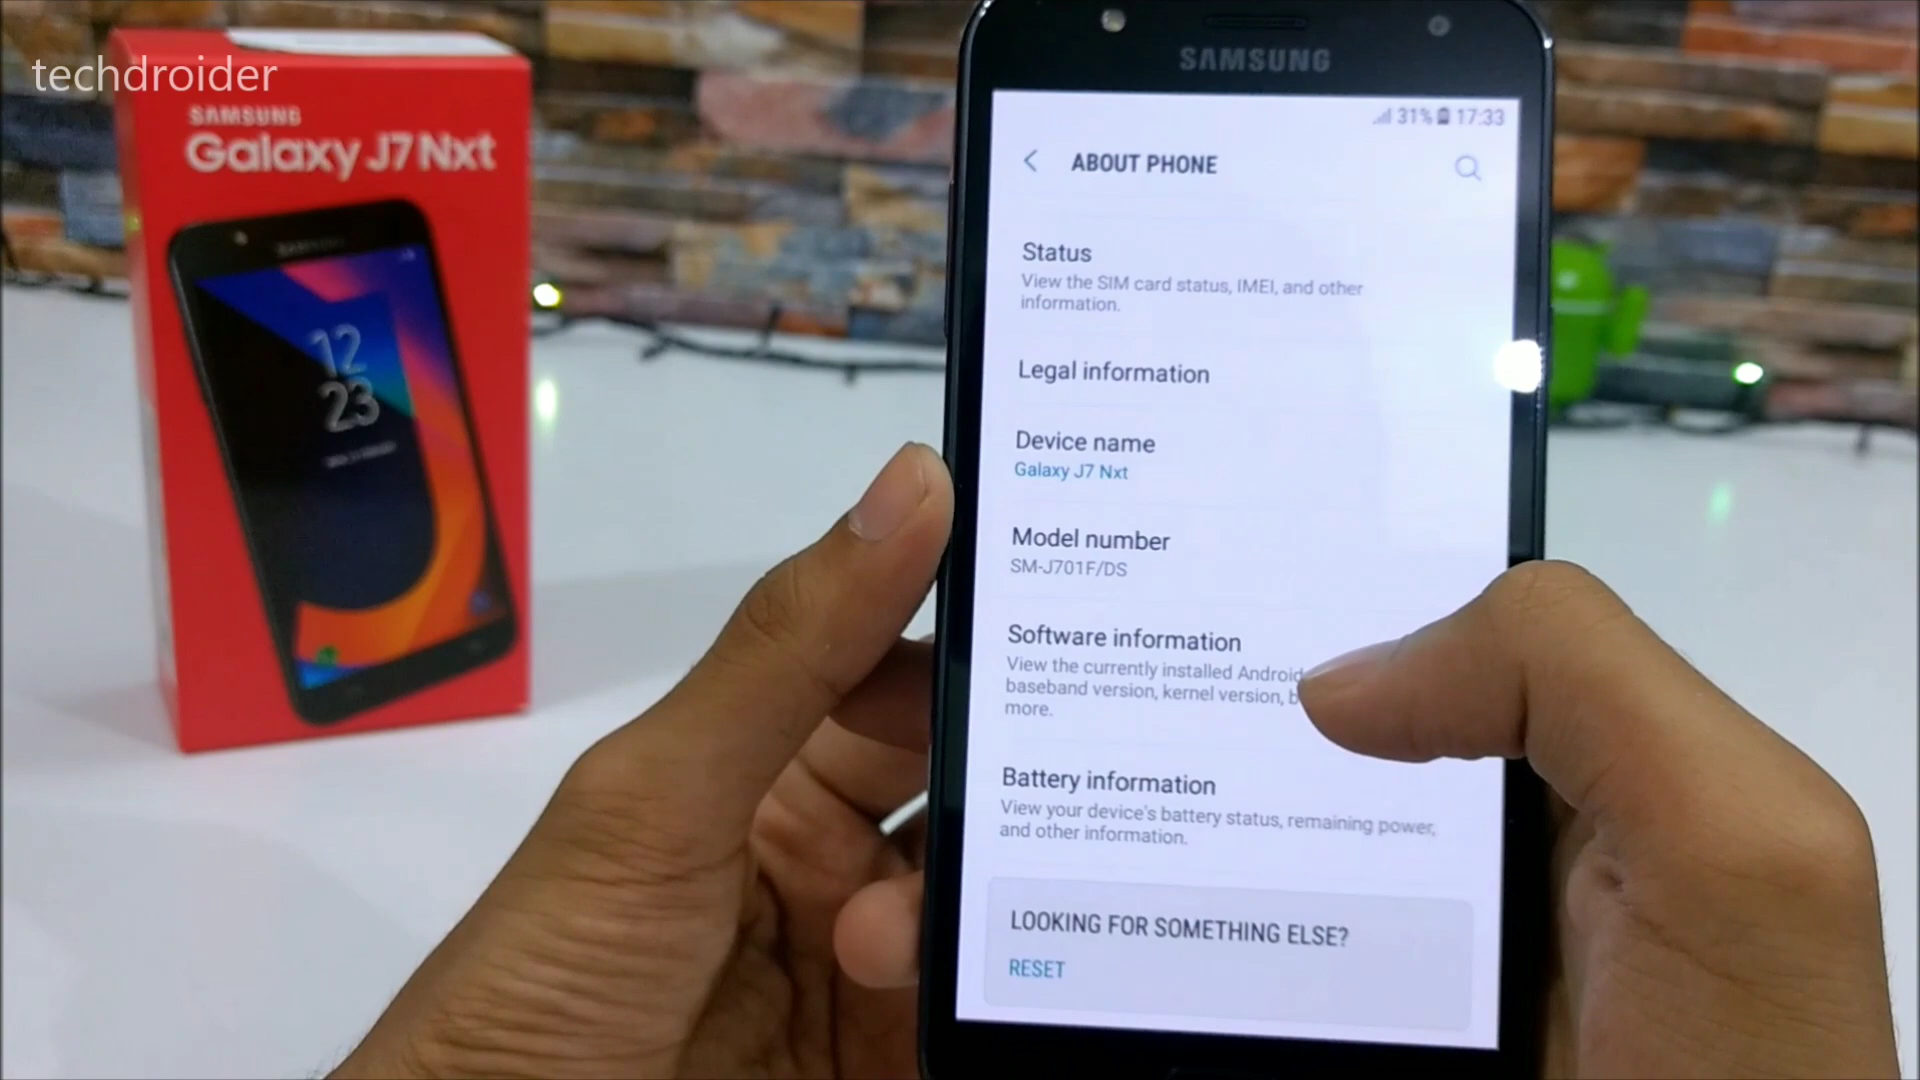 techdroider
SAMSUNG
Galaxy J7 Nxt
SAMSUNG
12
23
SAMSUNG
31% 17:33
ABOUT PHONE
Status
View the SIM card status, IMEI, and other
information.
Legal information
Device name
Galaxy J7 Nxt
Model number
SM-J701F/DS
Software information
View the currently installed Android
baseband version, kernel version, b
more.
Battery information
View your device's battery status, remaining power,
and other information.
LOOKING FOR SOMETHING ELSE?
RESET